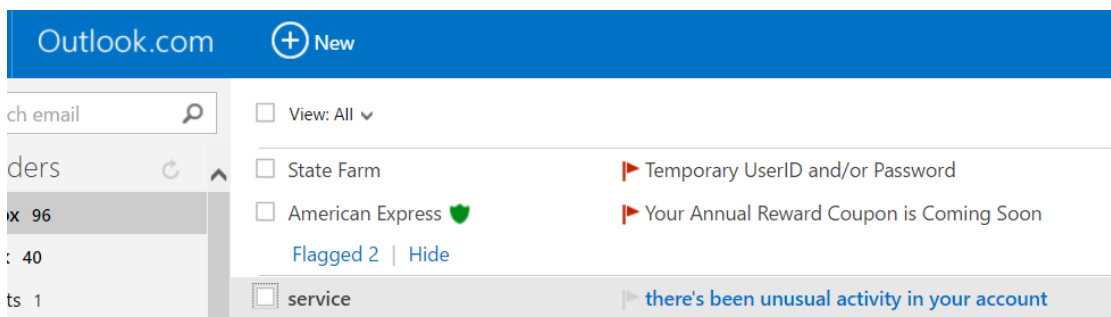 Outlook.com New
ch email
View: All
ders
State Farm Temporary UserID and/or Password
ox 96
American Express Your Annual Reward Coupon is Coming Soon
40
Flagged 2 | Hide
ts 1
service there's been unusual activity in your account